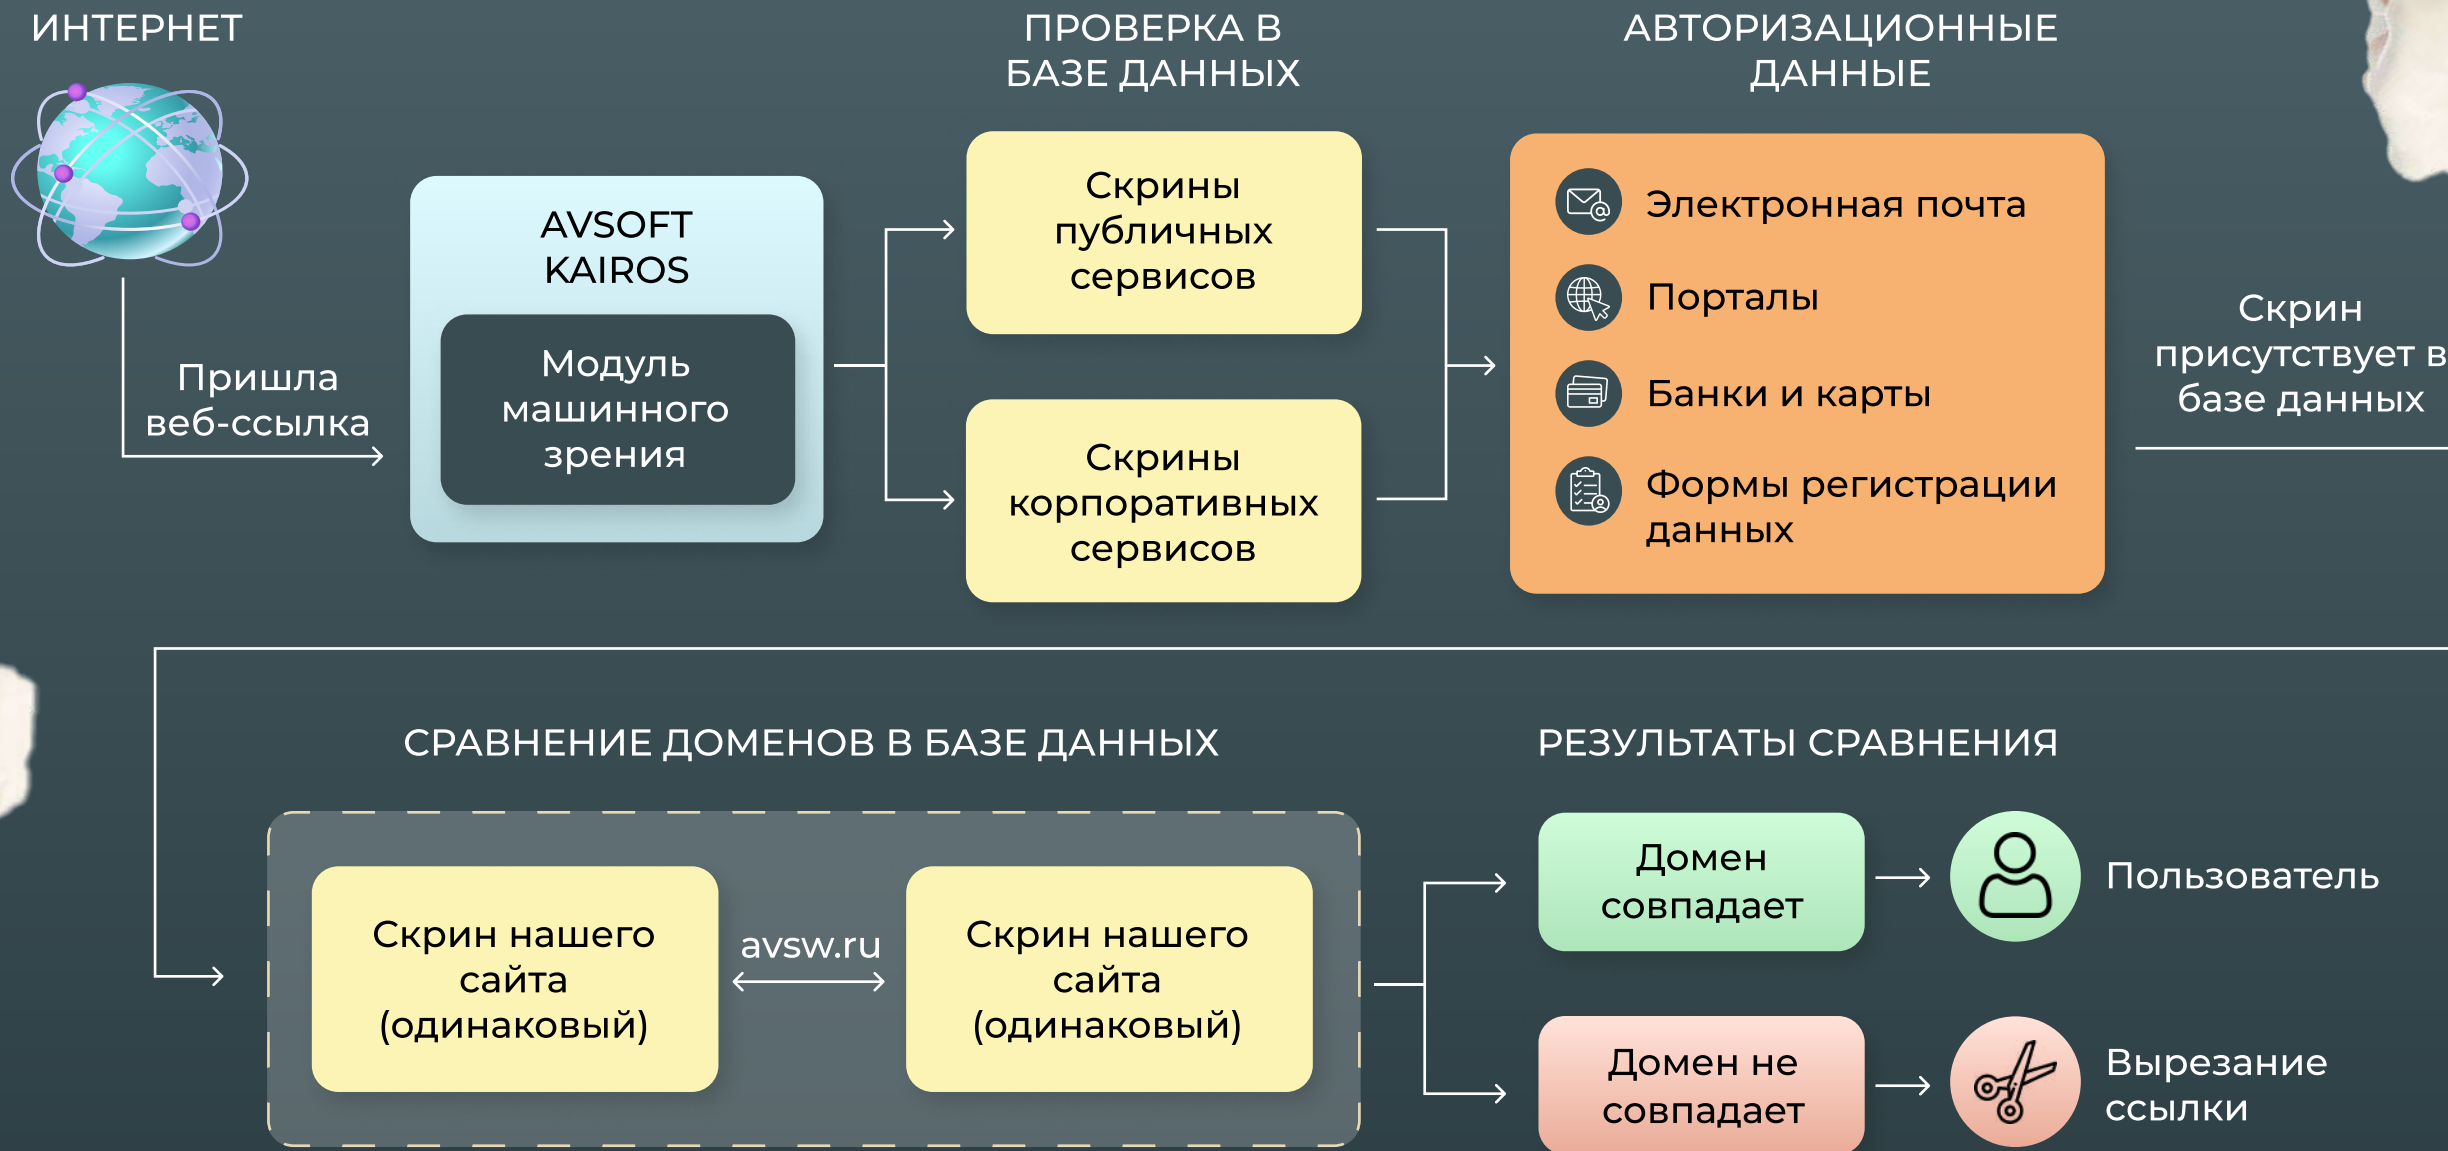 ИНТЕРНЕТ
ПРОВЕРКА В
БАЗЕ ДАННЫХ
АВТОРИЗАЦИОННЫЕ
ДАННЫЕ
Пришла
веб-ссылка
AVSOFT
KAIROS
Модуль
машинного
зрения
Скрины
публичных
сервисов
Скрины
корпоративных
сервисов
Электронная почта
Порталы
Банки и карты
Формы регистрации
данных
Скрин
присутствует в
базе данных
СРАВНЕНИЕ ДОМЕНОВ В БАЗЕ ДАННЫХ
Скрин нашего
сайта
(одинаковый)
avsw.ru
Скрин нашего
сайта
(одинаковый)
РЕЗУЛЬТАТЫ СРАВНЕНИЯ
Домен
совпадает
Пользователь
Домен не
совпадает
Вырезание
ссылки